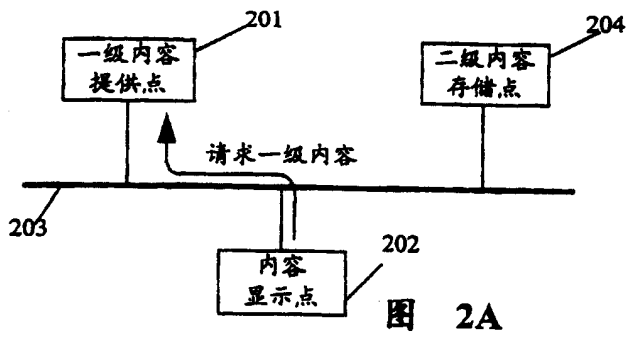 201
一级内容
提供点
204
二级内容
存储点
请求一级内容
203
202
内容
显示点
图 2A